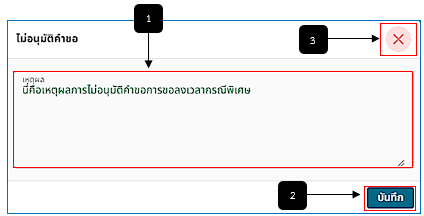 1
ไม่อนุมัติคำขอ
3
เหตุผล
นี่คือเหตุผลการไม่อนุมัติคำขอการขอลงเวลากรณีพิเศษ
2
บันทึก